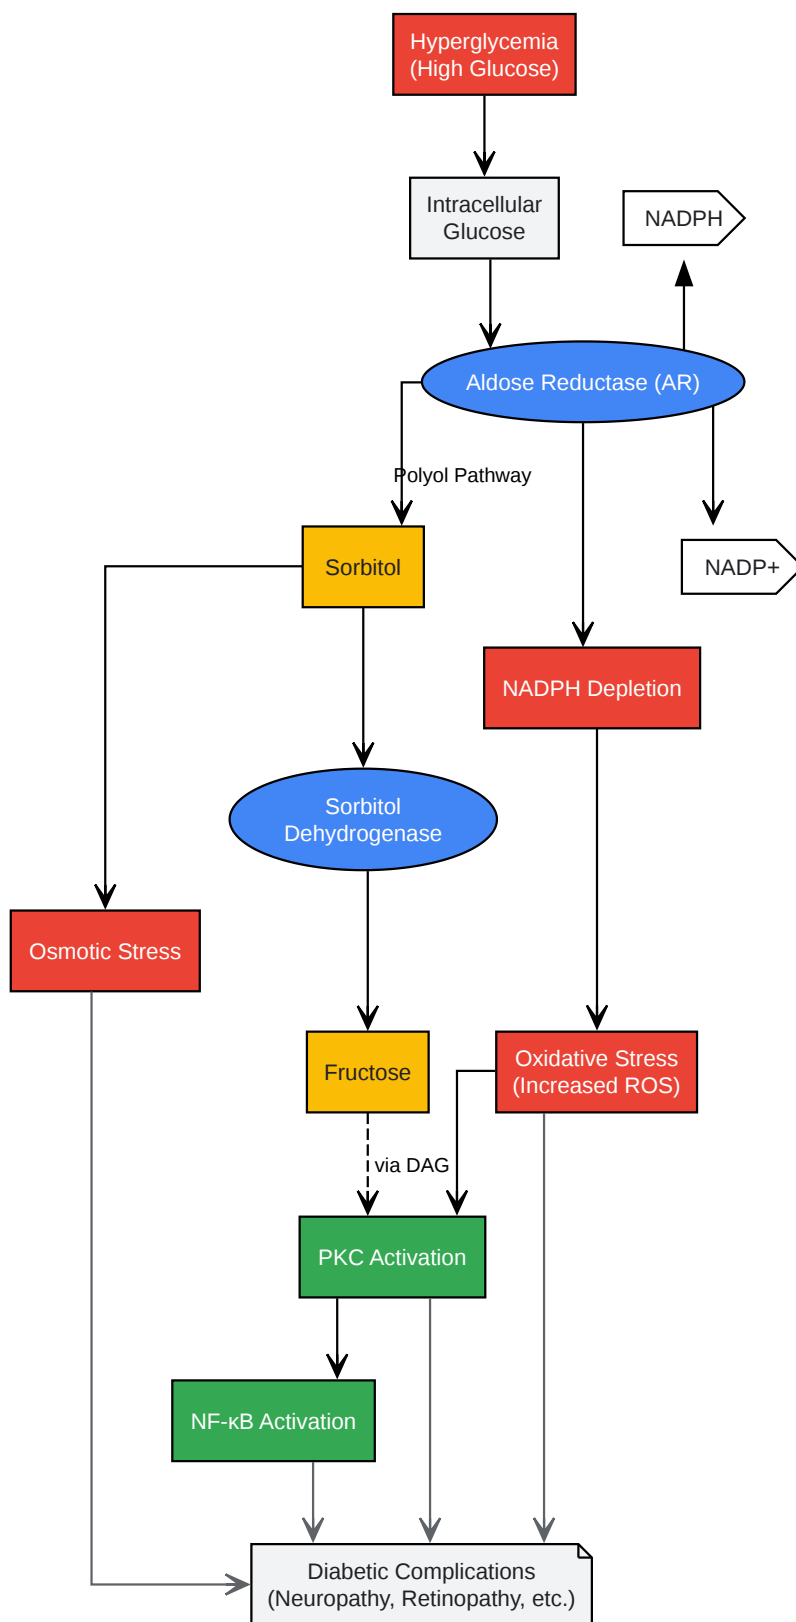 Hyperglycemia
(High Glucose)
Intracellular
Glucose
NADPH
Aldose Reductase (AR)
Polyol Pathway
Sorbitol
NADP+
NADPH Depletion
Sorbitol
Dehydrogenase
Osmotic Stress
Fructose
Oxidative Stress
(Increased ROS)
via DAG
PKC Activation
NF-κB Activation
Diabetic Complications
(Neuropathy, Retinopathy, etc.)